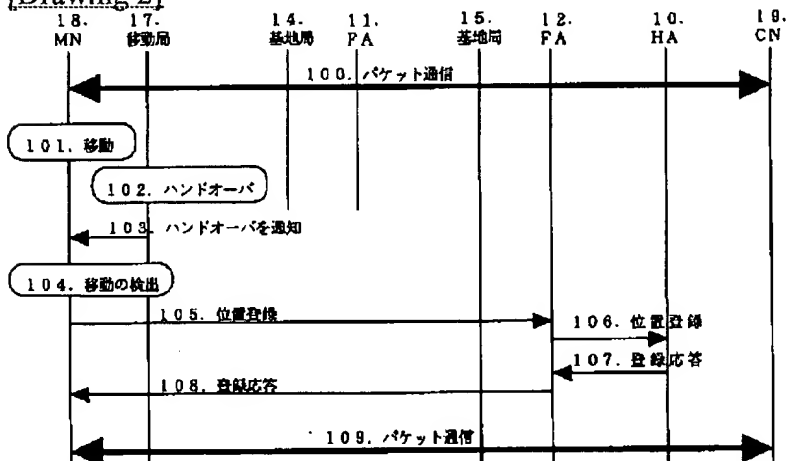 [Drawing 2]
18. 17. 14. 11. 15. 12. 10. 19.
MN 移動局 基地局 FA 基地局 FA HA CN
100. パケット通信
101. 移動
102. ハンドオーバ
103. ハンドオーバを通知
104. 移動の検出
105. 位置登録
106. 位置登録
107. 登録応答
108. 登録応答
109. パケット通信